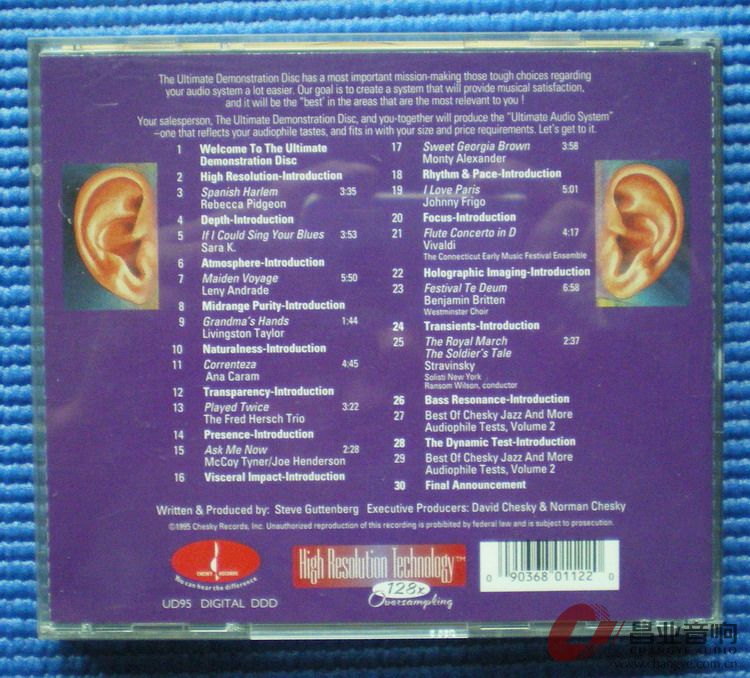 The Ultimate Demonstration Disc has a most important mission-making those tough choices regarding
your audio system a lot easier. Our goal is to create a system that will provide musical satisfaction,
and it will be the "best' in the areas that are the most relevant to you !
Your salesperson, The Ultimate Demonstration Disc, and you-together will produce the "Ultimate Audio System"
–one that reflects your audiophile tastes, and fits in with your size and price requirements. Let's get to it.
1 Welcome To The Ultimate
Demonstration Disc
2 High Resolution-Introduction
3 Spanish Harlem 3:35
Rebecca Pidgeon
4 Depth-Introduction
5 If I Could Sing Your Blues 3:53
Sara K.
6 Atmosphere-Introduction
7 Maiden Voyage 5:50
Leny Andrade
8 Midrange Purity-Introduction
9 Grandma's Hands 1:44
Livingston Taylor
10 Naturalness-Introduction
11 Correnteza 4:45
Ana Caram
12 Transparency-Introduction
13 Played Twice 3:22
The Fred Hersch Trio
14 Presence-Introduction
15 Ask Me Now 2:28
McCoy Tyner/Joe Henderson
16 Visceral Impact-Introduction
17 Sweet Georgia Brown 3:58
Monty Alexander
18 Rhythm & Pace-Introduction
19 I Love Paris 5:01
Johnny Frigo
20 Focus-Introduction
21 Flute Concerto in D 4:17
Vivaldi
The Connecticut Early Music Festival Ensemble
22 Holographic Imaging-Introduction
23 Festival Te Deum 6:58
Benjamin Britten
Westminster Choir
24 Transients-Introduction
25 The Royal March 2:37
The Soldier's Tale
Stravinsky
Solisti New York
Ransom Wilson, conductor
26 Bass Resonance-Introduction
27 Best Of Chesky Jazz And More
Audiophile Tests, Volume 2
28 The Dynamic Test-Introduction
29 Best Of Chesky Jazz And More
Audiophile Tests, Volume 2
30 Final Announcement
Written & Produced by: Steve Guttenberg Executive Producers: David Chesky & Norman Chesky
©1995 Chesky Records, Inc. Unauthorized reproduction of this recording is prohibited by federal law and is subject to prosecution.
CHESKY RECORDS
You can hear the difference
UD95 DIGITAL DDD
High Resolution Technology™
128x
Oversampling
0 90368 01122 0
昌业音响
CHANGYE AUDIO
www.changye.com.cn